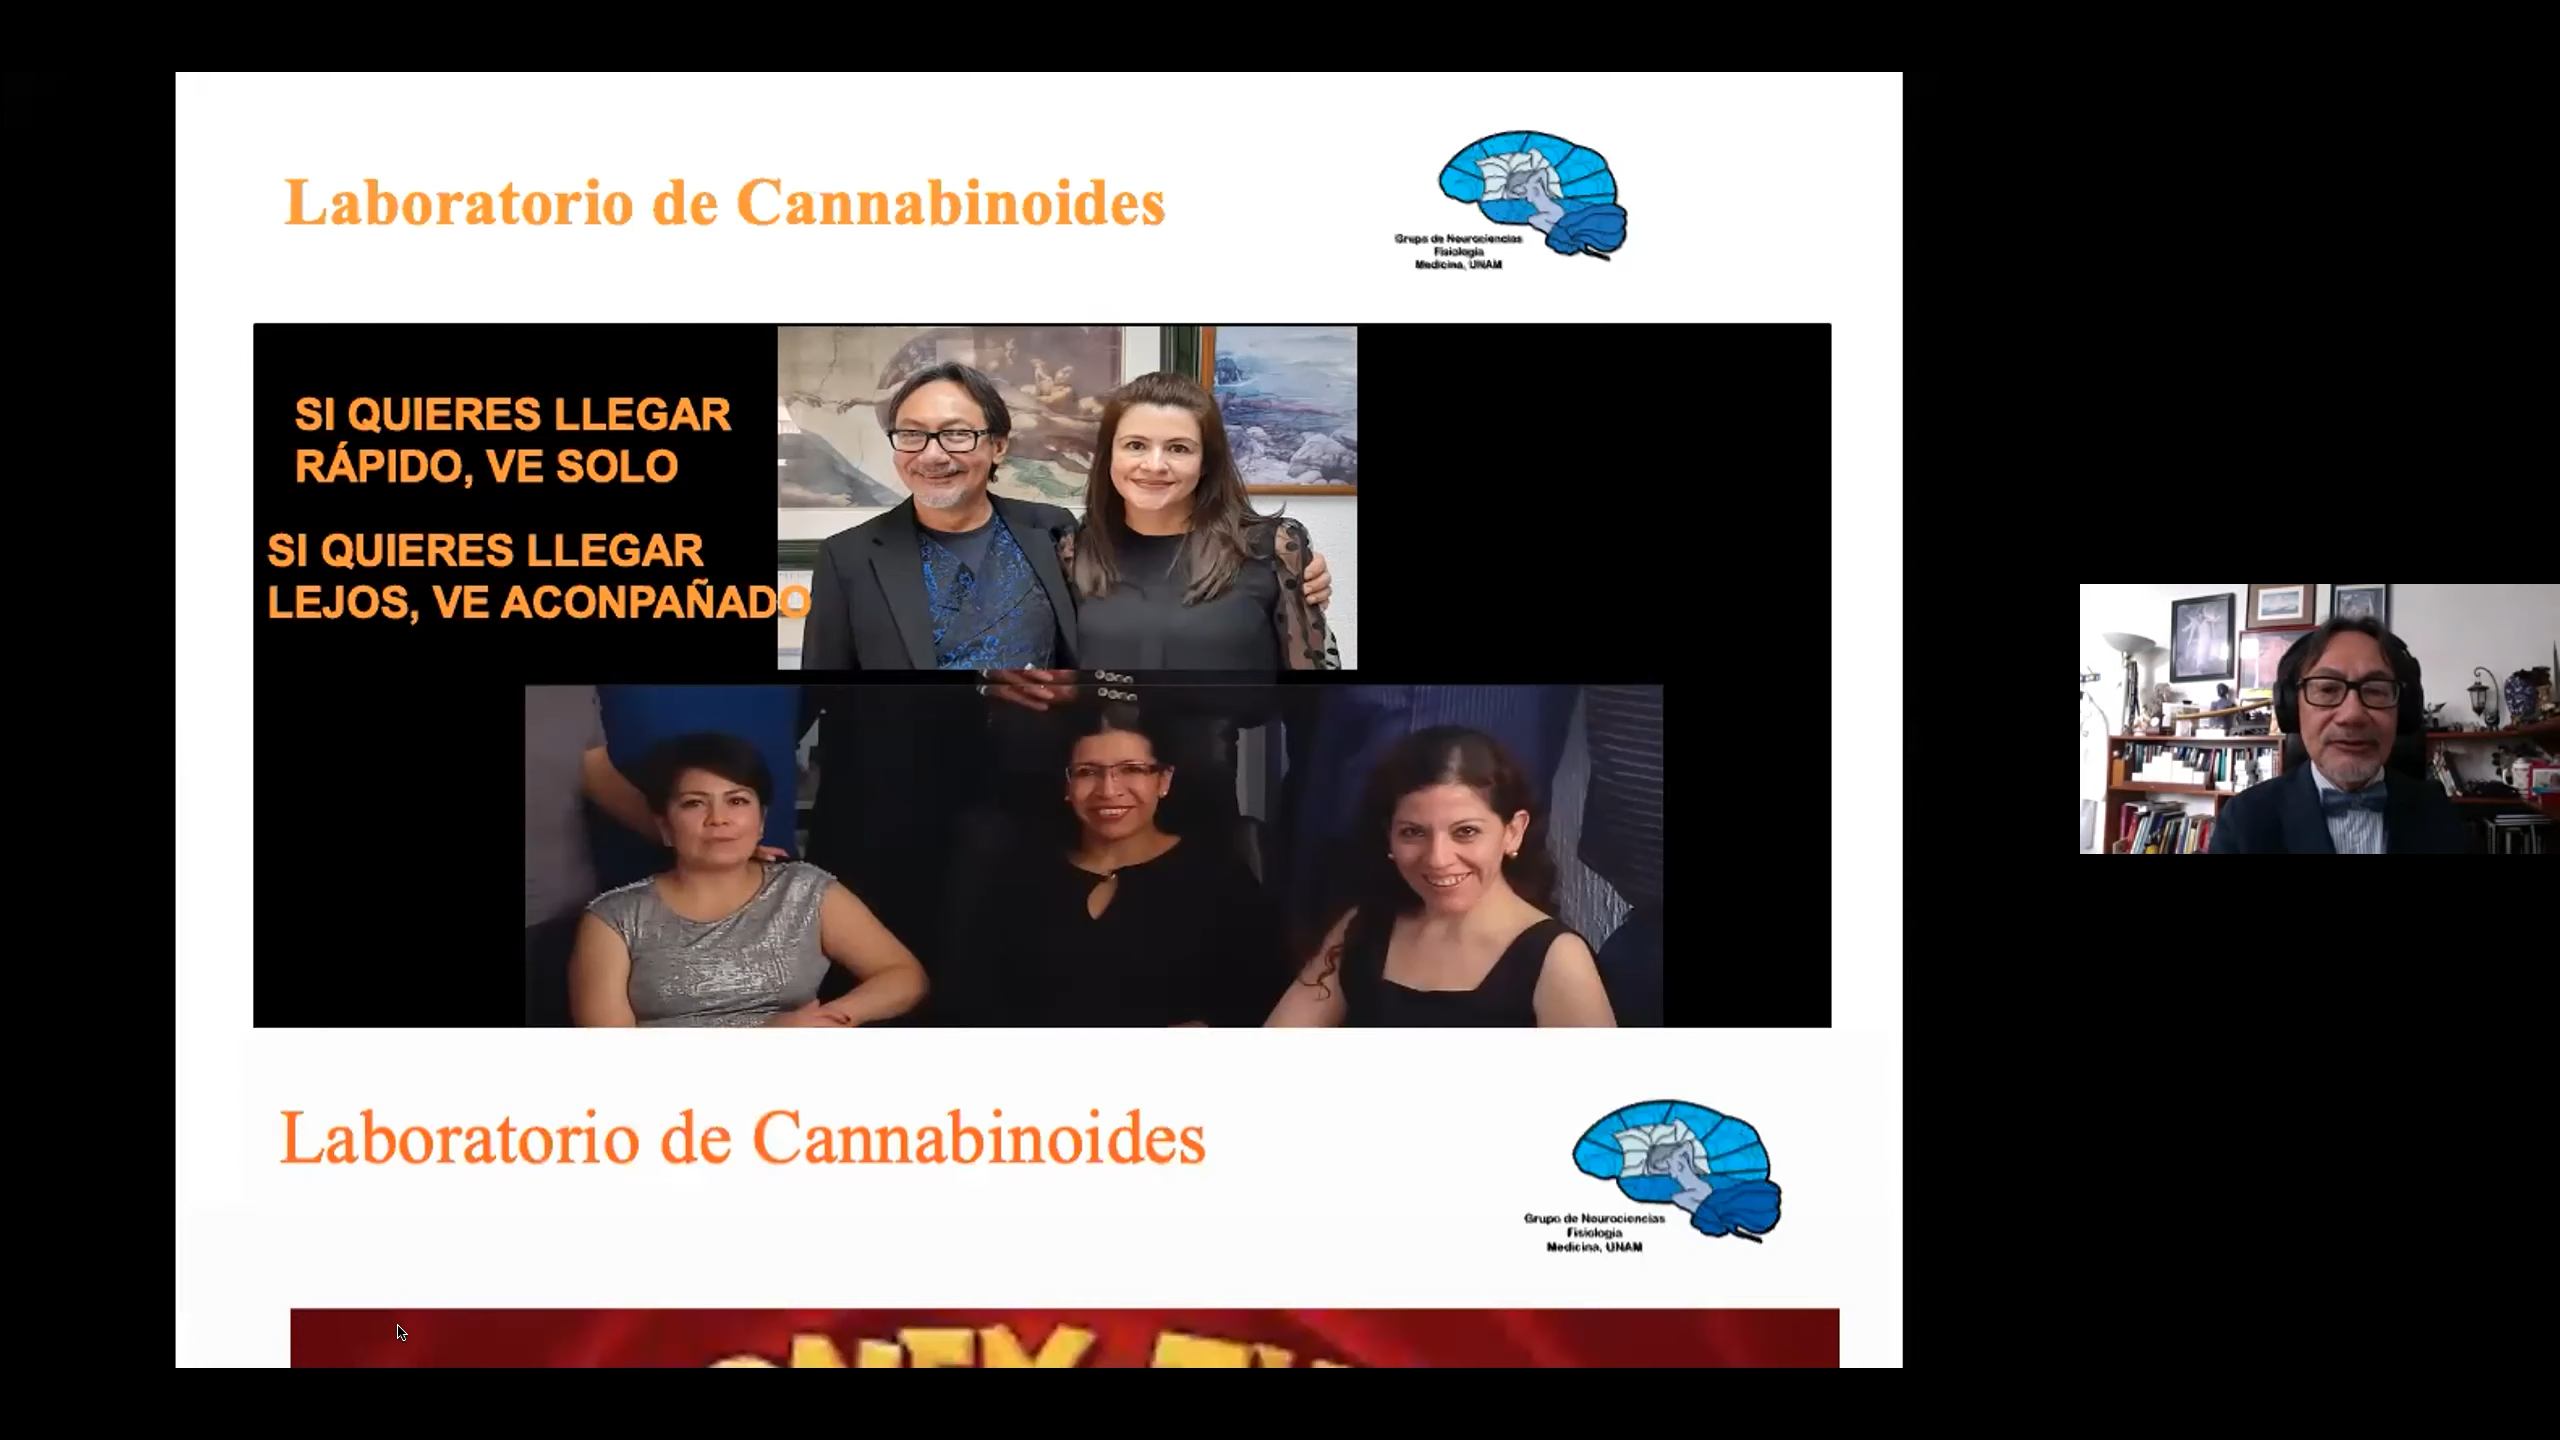 Laboratorio de Cannabinoides
Grupo de Neurociencias
Fisiología
Medicina, UNAM
SI QUIERES LLEGAR
RÁPIDO, VE SOLO
SI QUIERES LLEGAR
LEJOS, VE ACONPAÑADO
Laboratorio de Cannabinoides
Grupo de Neurociencias
Fisiología
Medicina, UNAM